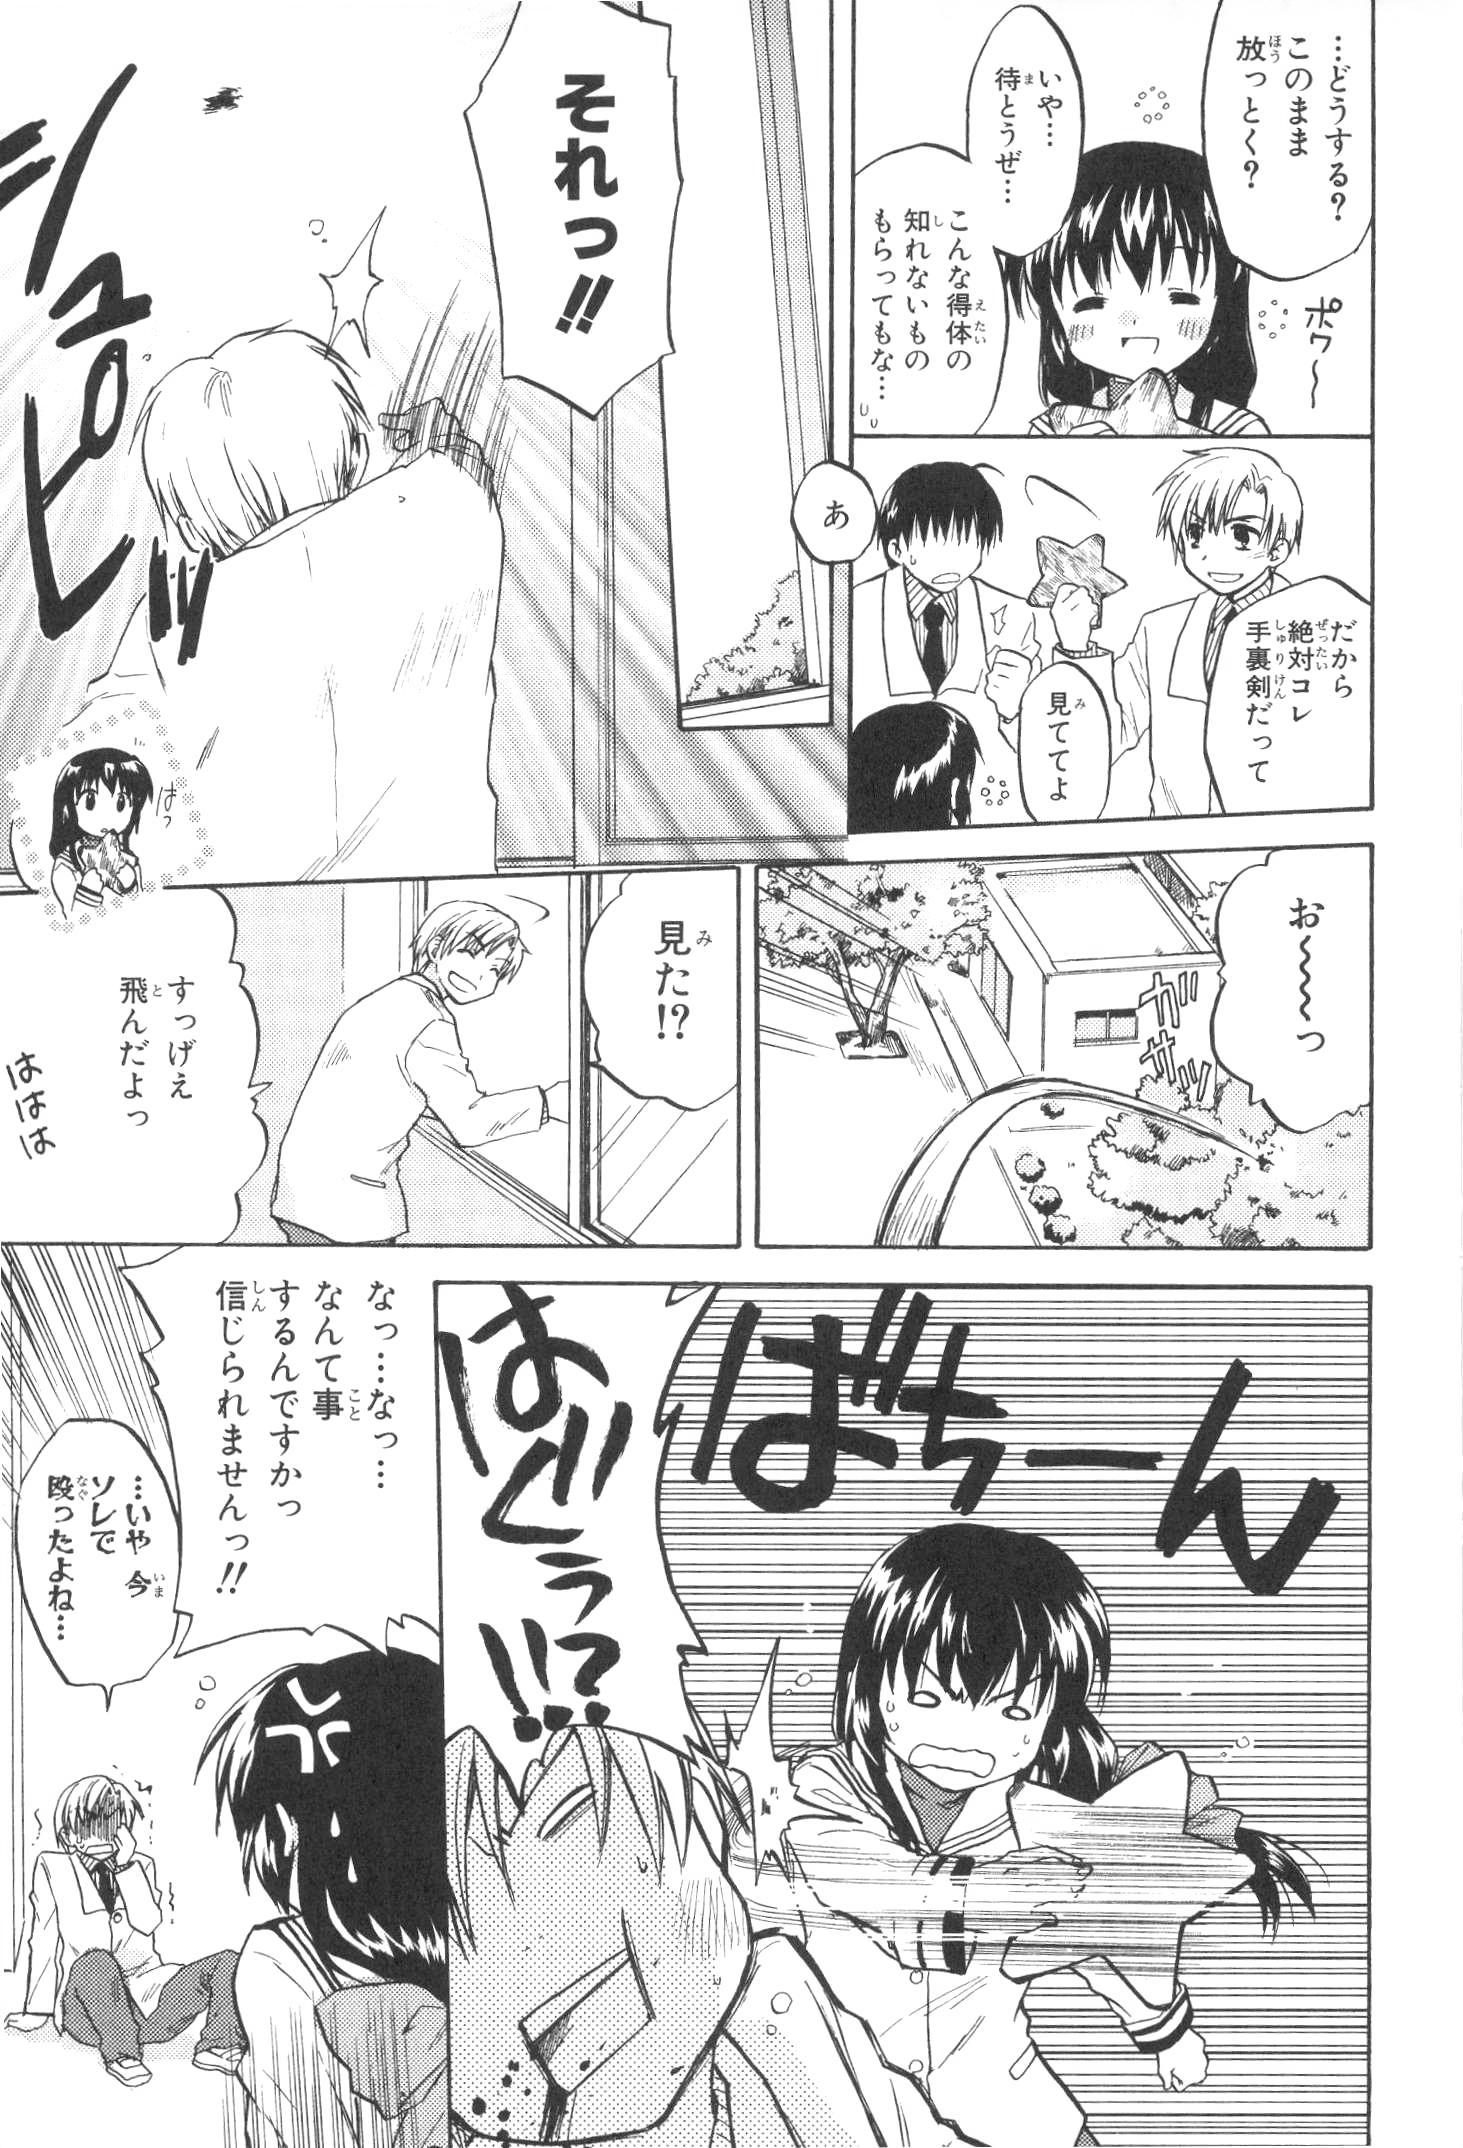 …どうする？
このまま
放っとく？
いや…
待とうぜ…
こんな得体の
知れないもの
もらってもな…
ポワ〜
だから
絶対コレ
手裏剣だって
見ててよ
あ
それっ!!
シュピッ
はっ
お〜〜〜っ
ガサガサッ
見た!?
すっげえ
飛んだよっ
ははは
ばちーん
はぐぅ!!?
なっ…なっ…
なんて事
するんですかっ
信じられませんっ!!
…いや 今
ソレで
殴ったよね…